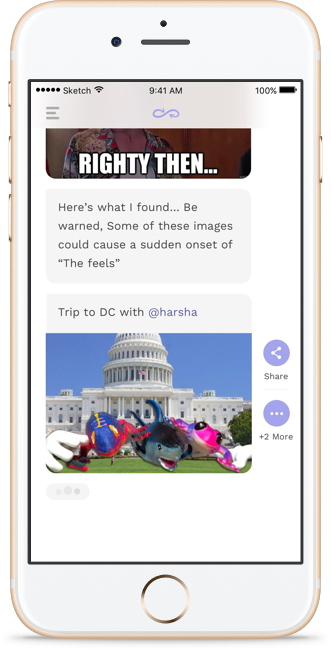 Sketch 9:41 AM 100%
RIGHTY THEN...
Here’s what I found... Be
warned, Some of these images
could cause a sudden onset of
“The feels”
Trip to DC with @harsha
Share
+2 More